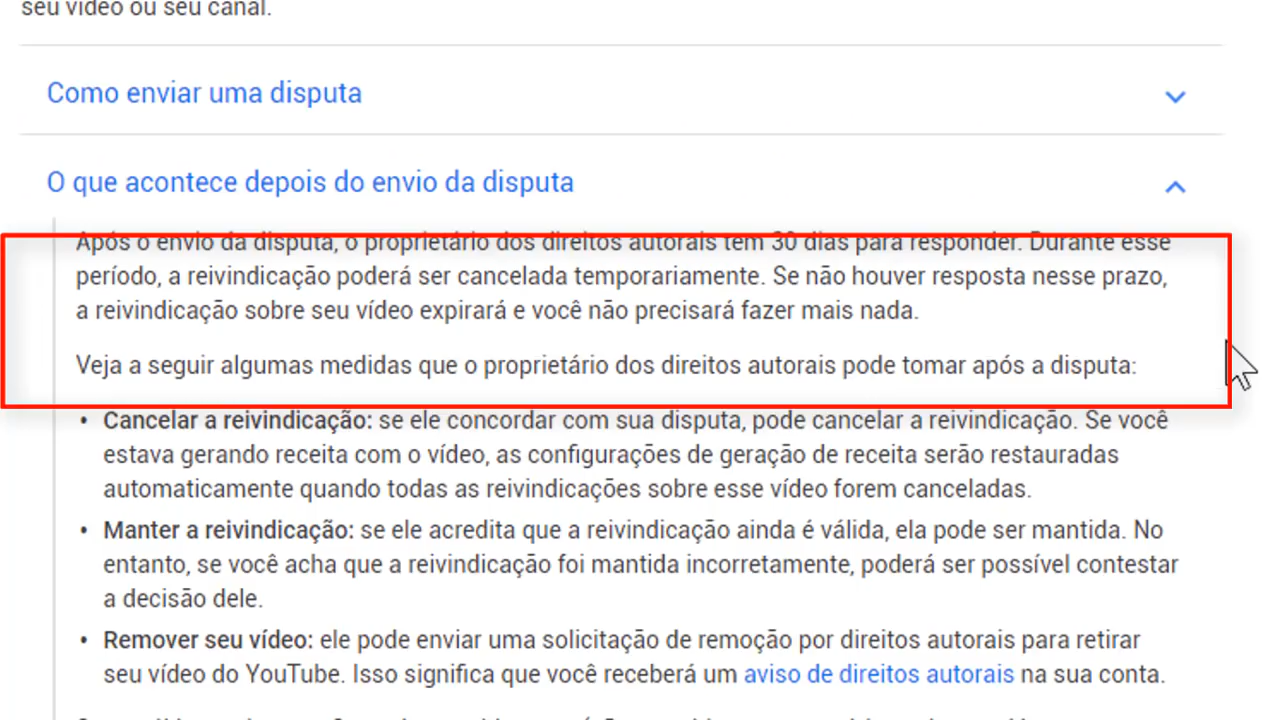 seu vídeo ou seu canal.
Como enviar uma disputa
O que acontece depois do envio da disputa
Após o envio da disputa, o proprietário dos direitos autorais tem 30 dias para responder. Durante esse
período, a reivindicação poderá ser cancelada temporariamente. Se não houver resposta nesse prazo,
a reivindicação sobre seu vídeo expirará e você não precisará fazer mais nada.
Veja a seguir algumas medidas que o proprietário dos direitos autorais pode tomar após a disputa:
• Cancelar a reivindicação: se ele concordar com sua disputa, pode cancelar a reivindicação. Se você
estava gerando receita com o vídeo, as configurações de geração de receita serão restauradas
automaticamente quando todas as reivindicações sobre esse vídeo forem canceladas.
• Manter a reivindicação: se ele acredita que a reivindicação ainda é válida, ela pode ser mantida. No
entanto, se você acha que a reivindicação foi mantida incorretamente, poderá ser possível contestar
a decisão dele.
• Remover seu vídeo: ele pode enviar uma solicitação de remoção por direitos autorais para retirar
seu vídeo do YouTube. Isso significa que você receberá um aviso de direitos autorais na sua conta.